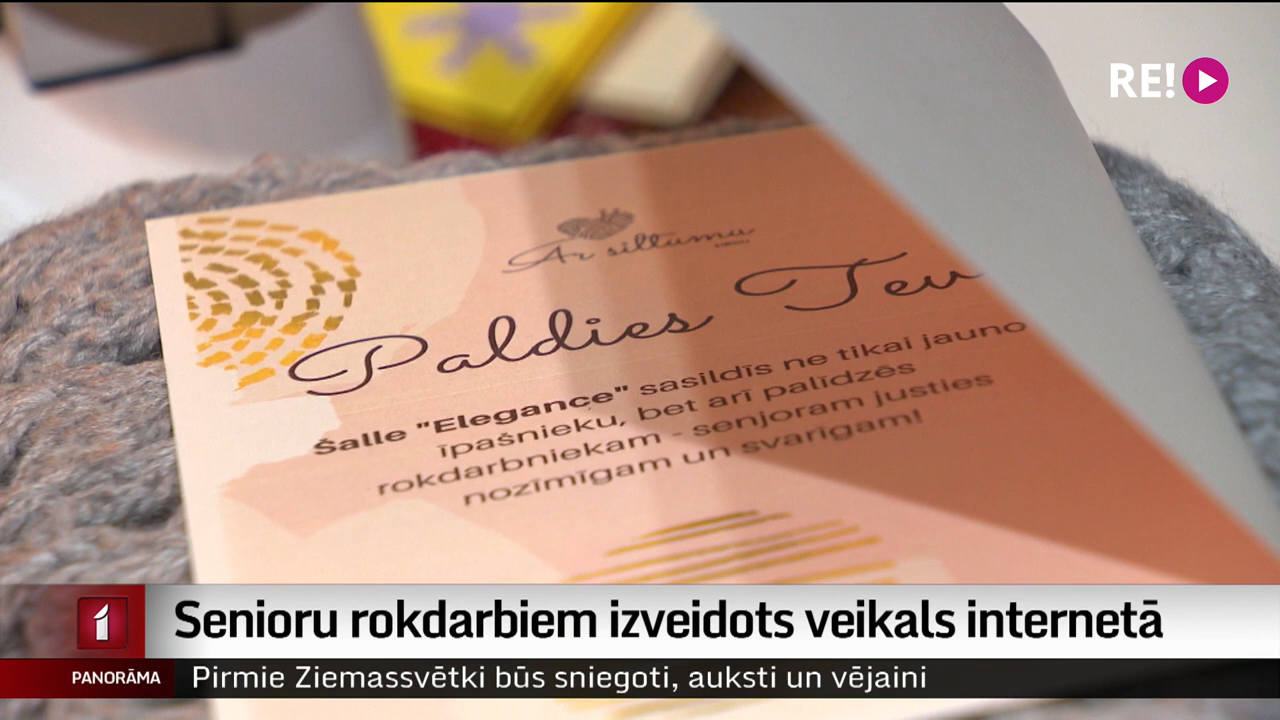 RE!
Ar siltumu
Paldies Tev
Šalle "Elegance" sasildīs ne tikai jauno
īpašnieku, bet arī palīdzēs
rokdarbniekam - senjoram justies
nozīmīgam un svarīgam!
1
Senioru rokdarbiem izveidots veikals internetā
PANORĀMA
Pirmie Ziemassvētki būs sniegoti, auksti un vējaini